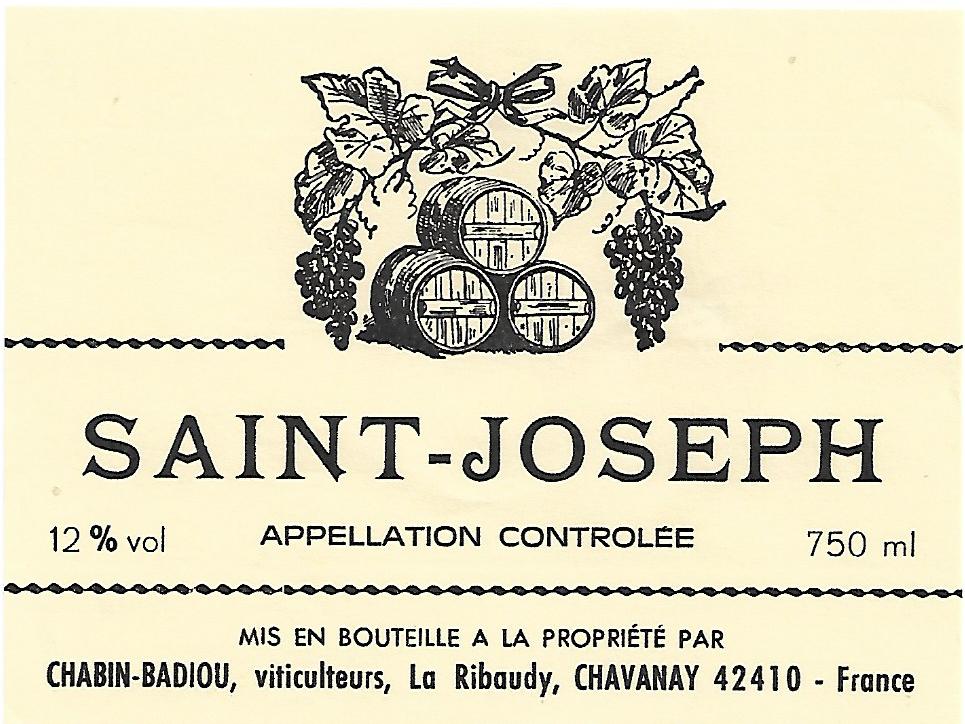 SAINT-JOSEPH
12 % vol APPELLATION CONTROLÉE 750 ml
MIS EN BOUTEILLE A LA PROPRIÉTÉ PAR
CHABIN-BADIOU, viticulteurs, La Ribaudy, CHAVANAY 42410 - France